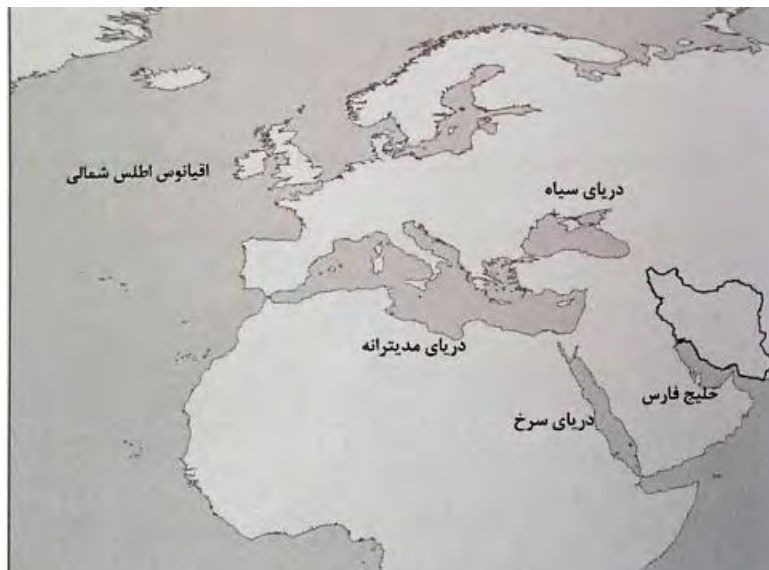 اقیانوس اطلس شمالی
دریای سیاه
دریای مدیترانه
خلیج فارس
دریای سرخ